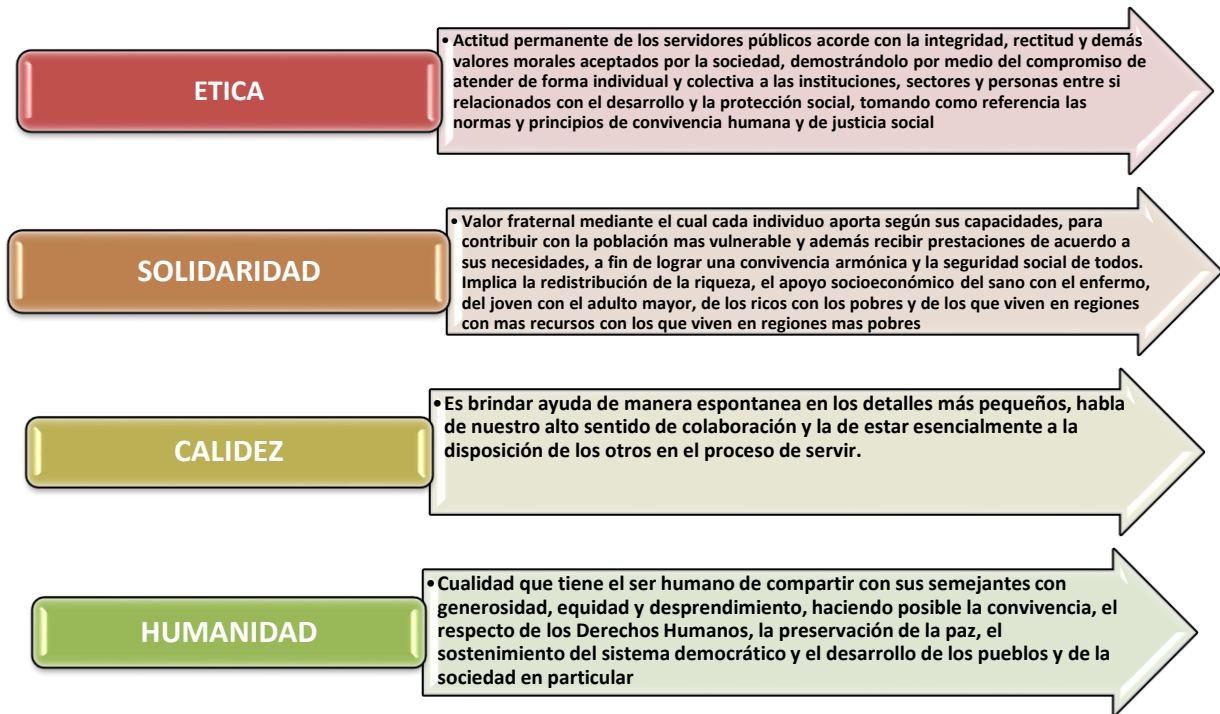 ETICA
• Actitud permanente de los servidores públicos acorde con la integridad, rectitud y demás
valores morales aceptados por la sociedad, demostrándolo por medio del compromiso de
atender de forma individual y colectiva a las instituciones, sectores y personas entre si
relacionados con el desarrollo y la protección social, tomando como referencia las
normas y principios de convivencia humana y de justicia social
SOLIDARIDAD
• Valor fraternal mediante el cual cada individuo aporta según sus capacidades, para
contribuir con la población mas vulnerable y además recibir prestaciones de acuerdo a
sus necesidades, a fin de lograr una convivencia armónica y la seguridad social de todos.
Implica la redistribución de la riqueza, el apoyo socioeconómico del sano con el enfermo,
del joven con el adulto mayor, de los ricos con los pobres y de los que viven en regiones
con mas recursos con los que viven en regiones mas pobres
CALIDEZ
• Es brindar ayuda de manera espontanea en los detalles más pequeños, habla
de nuestro alto sentido de colaboración y la de estar esencialmente a la
disposición de los otros en el proceso de servir.
HUMANIDAD
• Cualidad que tiene el ser humano de compartir con sus semejantes con
generosidad, equidad y desprendimiento, haciendo posible la convivencia, el
respecto de los Derechos Humanos, la preservación de la paz, el
sostenimiento del sistema democrático y el desarrollo de los pueblos y de la
sociedad en particular